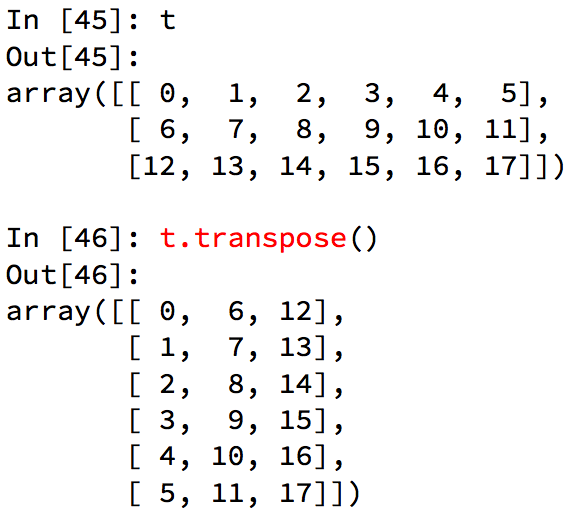 In [45]: t
Out[45]:
array([[ 0,  1,  2,  3,  4,  5],
       [ 6,  7,  8,  9, 10, 11],
       [12, 13, 14, 15, 16, 17]])
In [46]: t.transpose()
Out[46]:
array([[ 0,  6, 12],
       [ 1,  7, 13],
       [ 2,  8, 14],
       [ 3,  9, 15],
       [ 4, 10, 16],
       [ 5, 11, 17]])